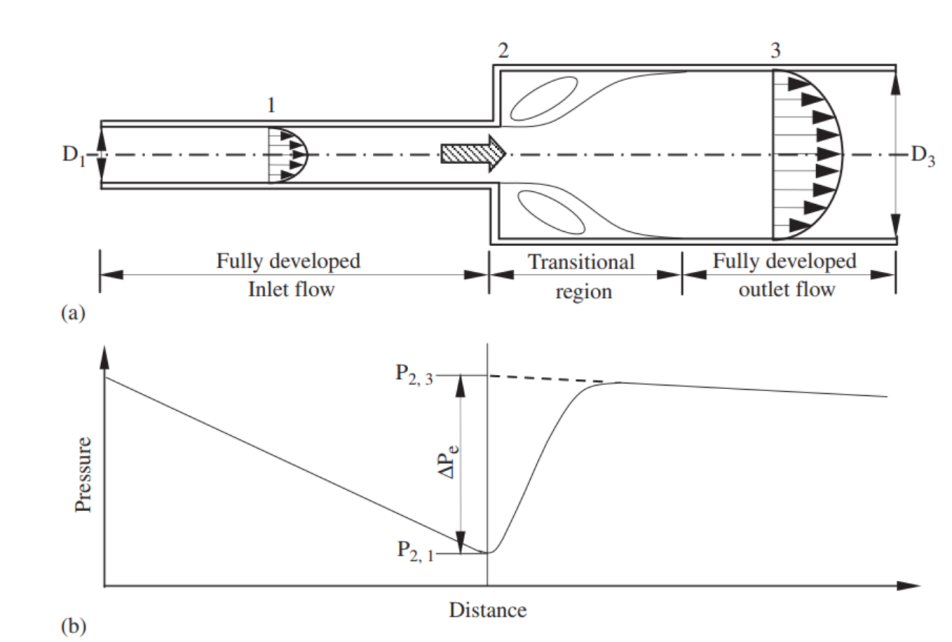 2
3
1
D1
D3
Fully developed
Inlet flow
Transitional
region
Fully developed
outlet flow
(a)
P2, 3
ΔPe
Pressure
P2, 1
Distance
(b)